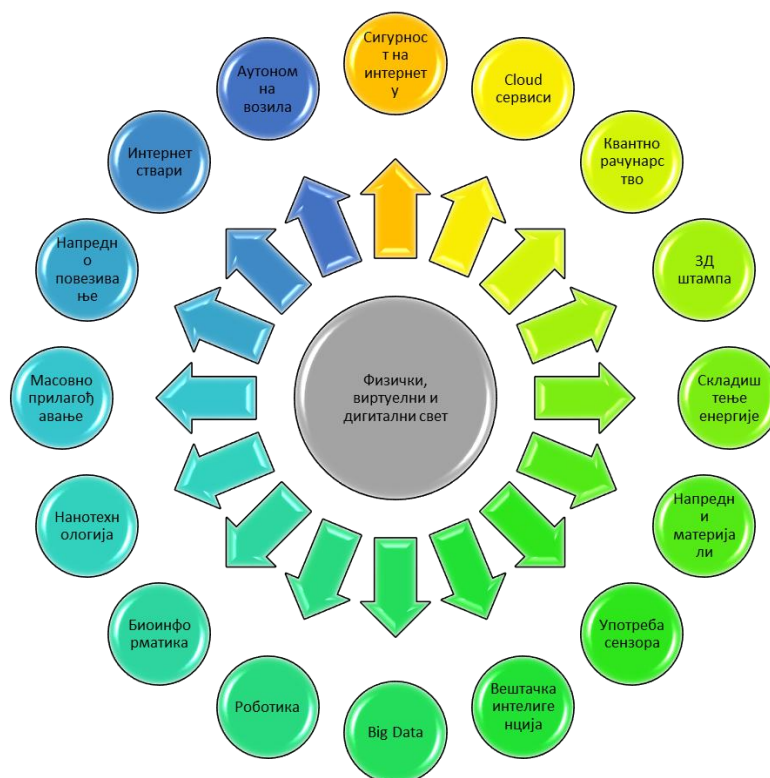 Сигурнос
т на
интернет
у
Cloud
сервиси
Квантно
рачунарс
тво
3Д
штампа
Складиш
тење
енергије
Напредн
и
материја
ли
Употреба
сензора
Вештачка
интелиге
нција
Big Data
Роботика
Биоинфо
рматика
Нанотехн
ологија
Масовно
прилагођ
авање
Напредн
о
повезива
ње
Интернет
ствари
Аутоном
на
возила
Физички,
виртуелни и
дигитални свет